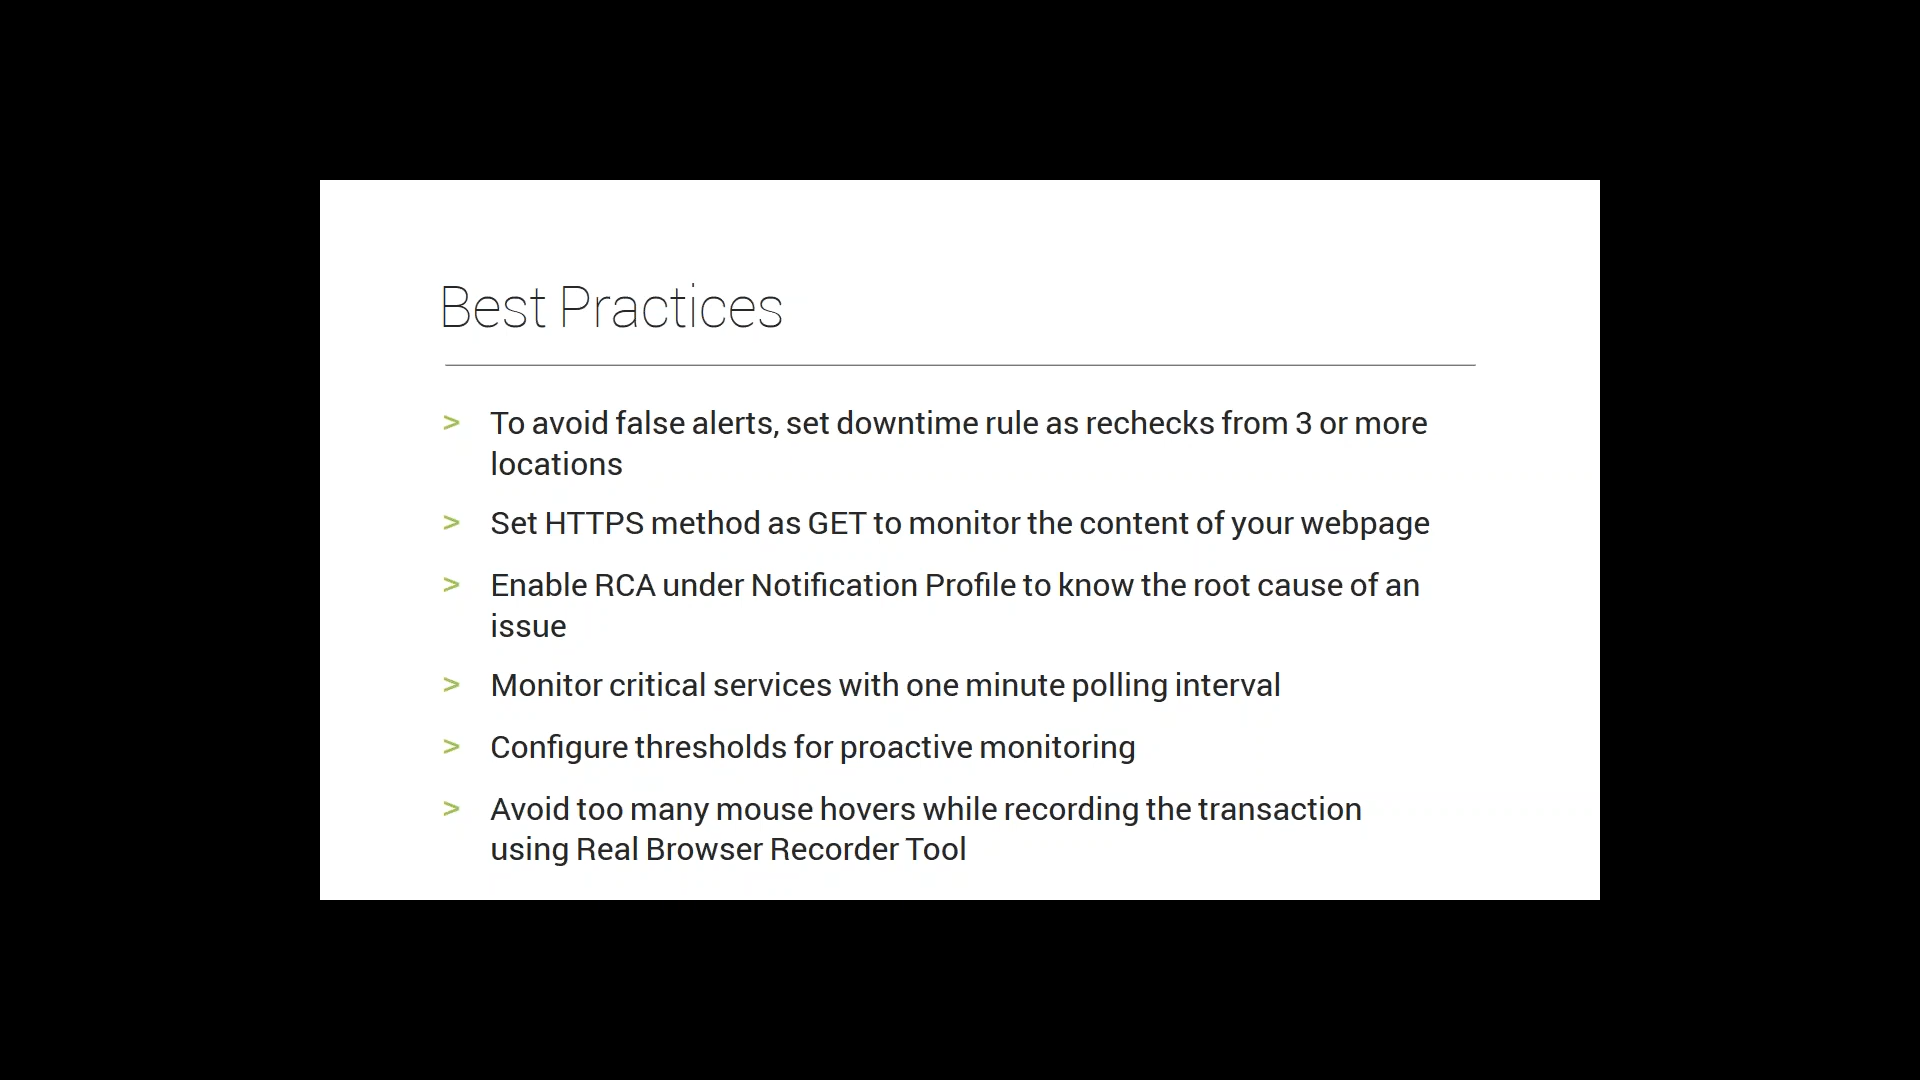 Best Practices
> To avoid false alerts, set downtime rule as rechecks from 3 or more
locations
> Set HTTPS method as GET to monitor the content of your webpage
> Enable RCA under Notification Profile to know the root cause of an
issue
> Monitor critical services with one minute polling interval
> Configure thresholds for proactive monitoring
> Avoid too many mouse hovers while recording the transaction
using Real Browser Recorder Tool